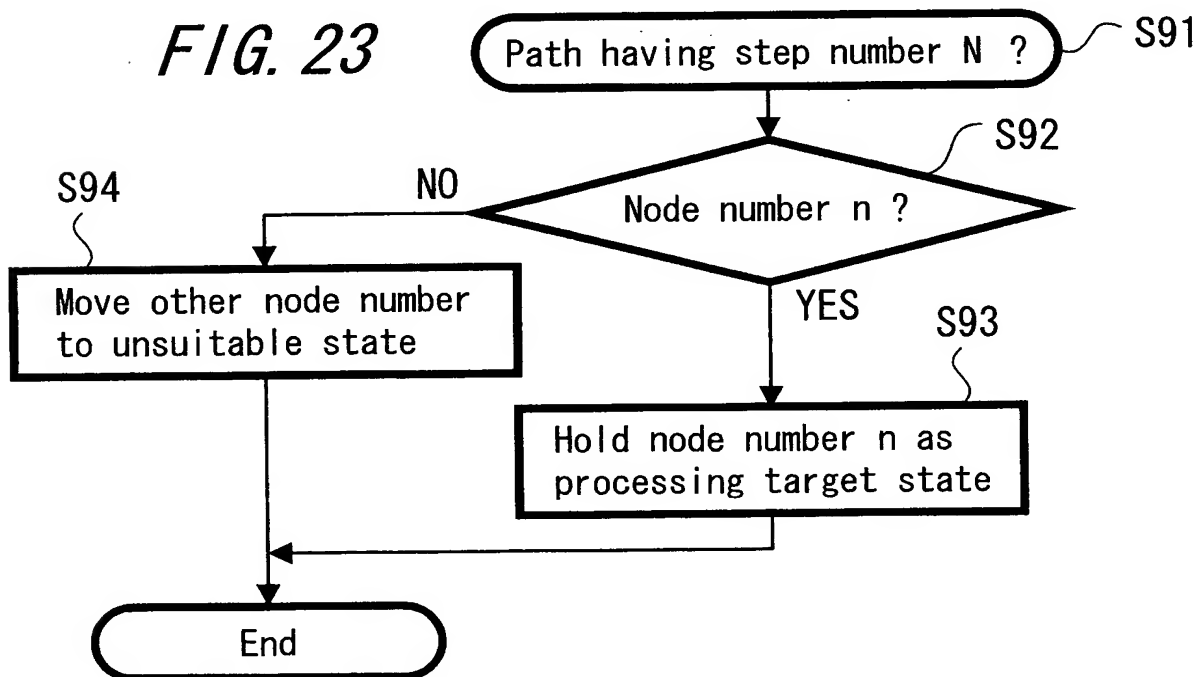 FIG. 23
Path having step number N ?
S91
S92
Node number n ?
NO
S94
Move other node number
to unsuitable state
YES
S93
Hold node number n as
processing target state
End